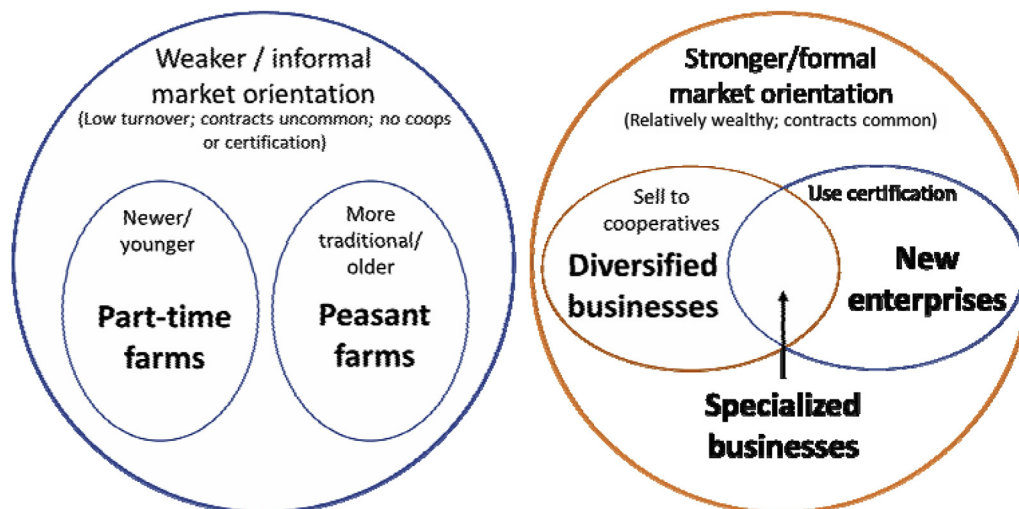 Weaker / informal
market orientation
(Low turnover; contracts uncommon; no coops
or certification)
Newer/
younger
Part-time
farms
More
traditional/
older
Peasant
farms
Stronger/formal
market orientation
(Relatively wealthy; contracts common)
Sell to
cooperatives
Diversified
businesses
Use certification
New
enterprises
Specialized
businesses